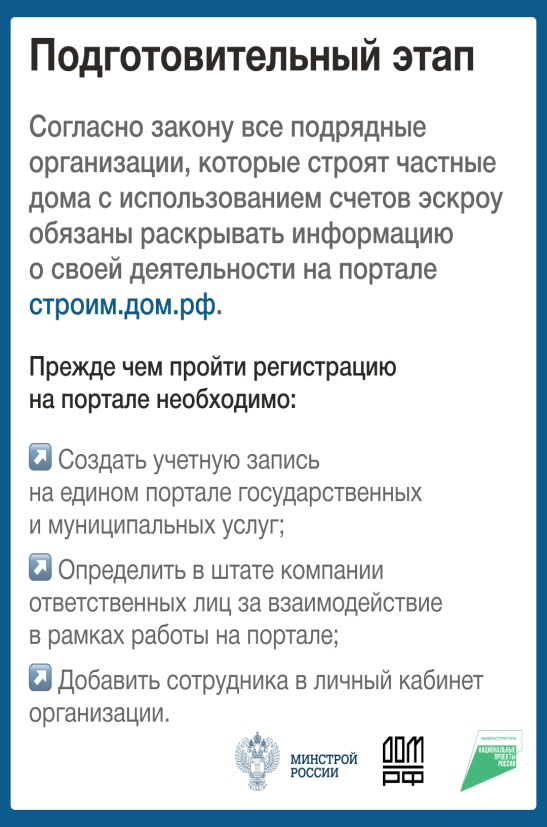 Подготовительный этап
Согласно закону все подрядные
организации, которые строят частные
дома с использованием счетов эскроу
обязаны раскрывать информацию
о своей деятельности на портале
строим.дом.рф.
Прежде чем пройти регистрацию
на портале необходимо:
Создать учетную запись
на едином портале государственных
и муниципальных услуг;
Определить в штате компании
ответственных лиц за взаимодействие
в рамках работы на портале;
Добавить сотрудника в личный кабинет
организации.
МИНСТРОЙ
РОССИИ
ДОМ
РФ
ИНФРАСТРУКТУРА
НАЦИОНАЛЬНЫЕ
ПРОЕКТЫ
РОССИИ